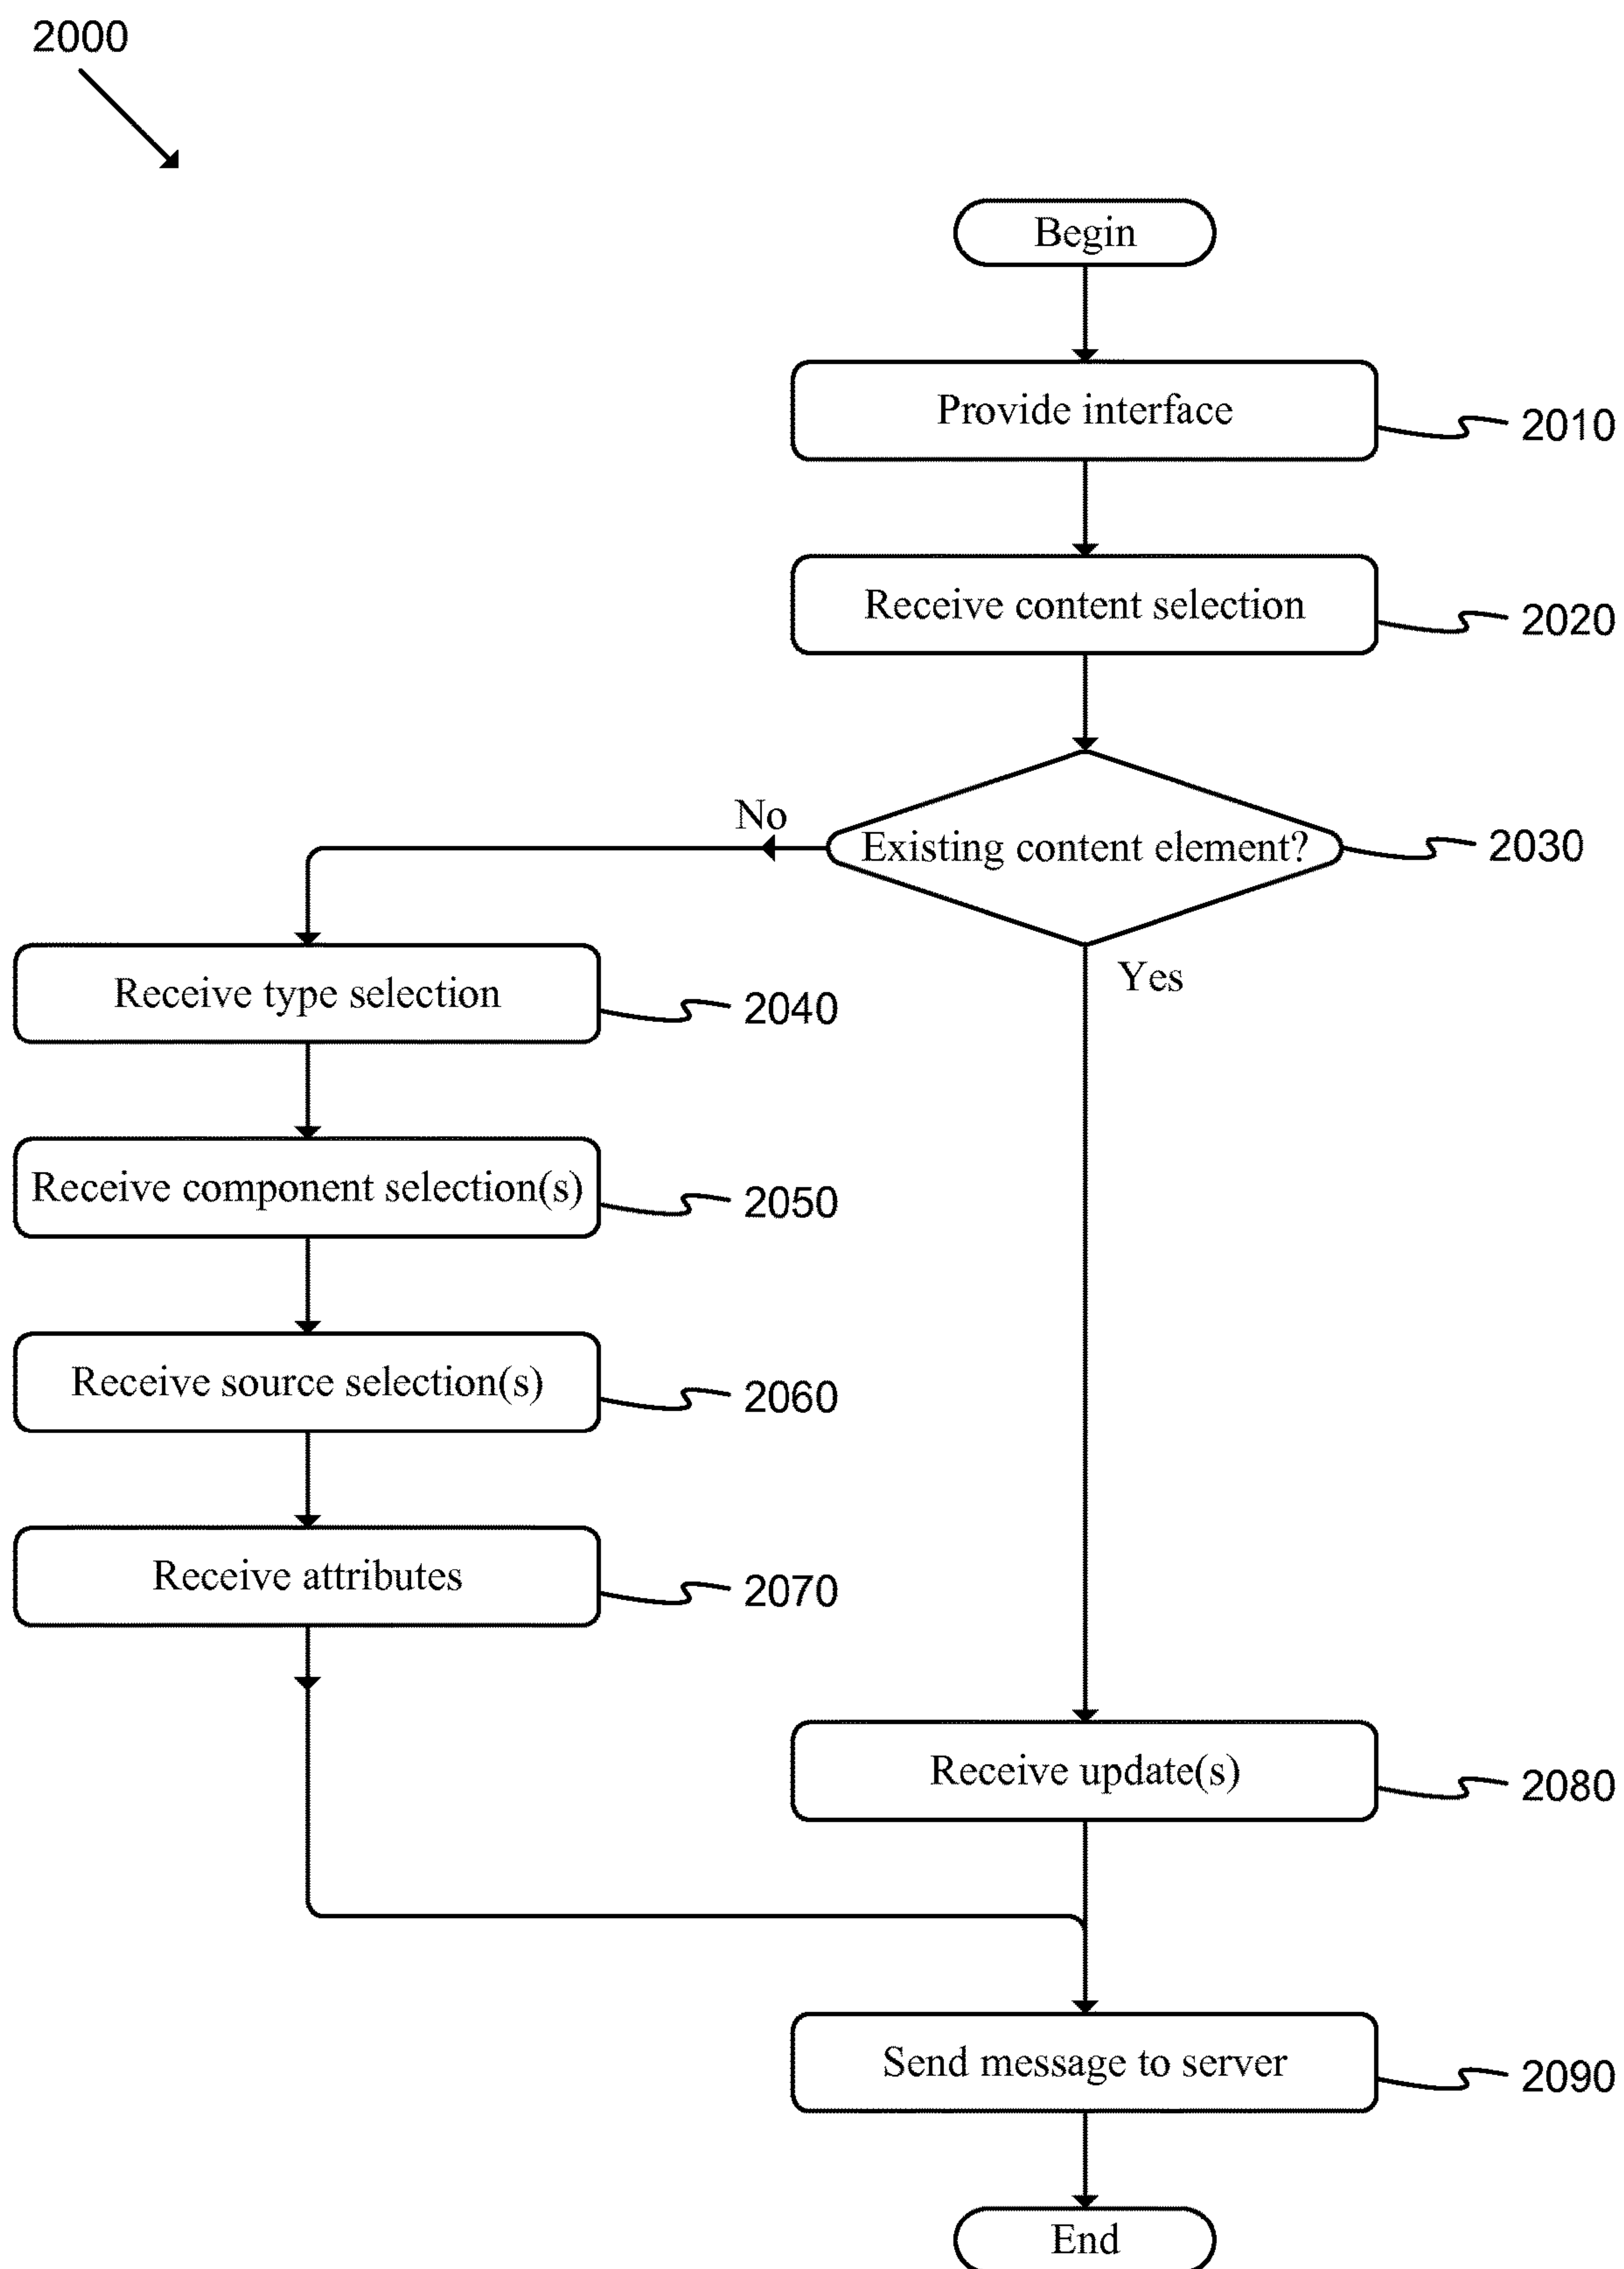 2000
Begin
Provide interface
2010
Receive content selection
2020
No
Existing content element?
2030
Yes
Receive type selection
2040
Receive component selection(s)
2050
Receive source selection(s)
2060
Receive attributes
2070
Receive update(s)
2080
Send message to server
2090
End